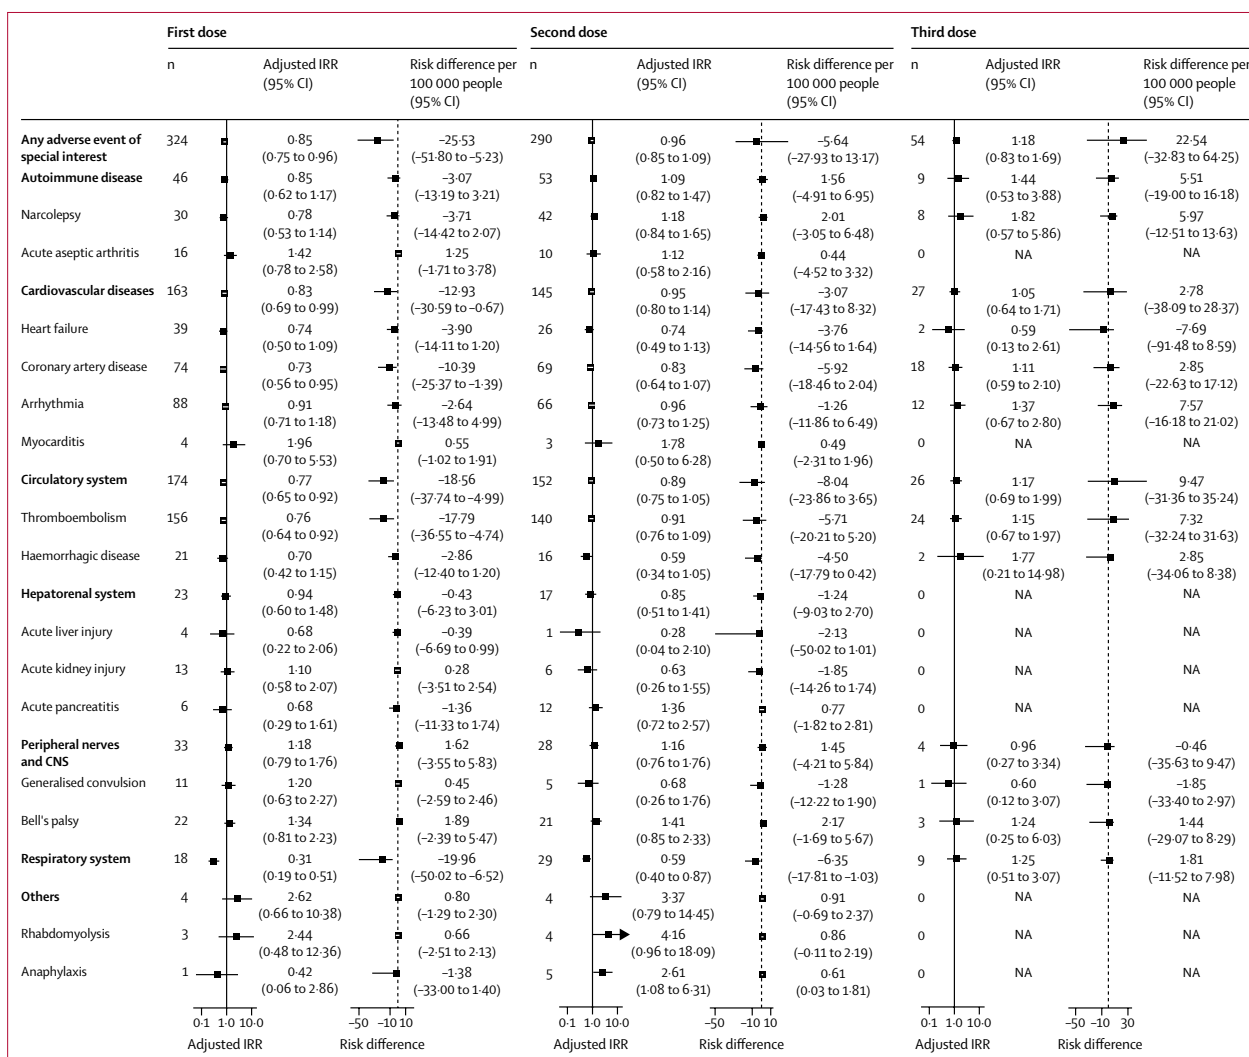 First dose Second dose Third dose
n Adjusted IRR Risk difference per n Adjusted IRR Risk difference per n Adjusted IRR Risk difference per
(95% CI) 100 000 people (95% CI) 100 000 people (95% CI) 100 000 people
(95% CI) (95% CI) (95% CI)
Any adverse event of 324 0·85 −25·53 290 0·96 −5·64 54 1·18 22·54
special interest (0·75 to 0·96) (−51·80 to −5·23) (0·85 to 1·09) (−27·93 to 13·17) (0·83 to 1·69) (−32·83 to 64·25)
Autoimmune disease 46 0·85 −3·07 53 1·09 1·56 9 1·44 5·51
(0·62 to 1·17) (−13·19 to 3·21) (0·82 to 1·47) (−4·91 to 6·95) (0·53 to 3·88) (−19·00 to 16·18)
Narcolepsy 30 0·78 −3·71 42 1·18 2·01 8 1·82 5·97
(0·53 to 1·14) (−14·42 to 2·07) (0·84 to 1·65) (−3·05 to 6·48) (0·57 to 5·86) (−12·51 to 13·63)
Acute aseptic arthritis 16 1·42 1·25 10 1·12 0·44 0 NA NA
(0·78 to 2·58) (−1·71 to 3·78) (0·58 to 2·16) (−4·52 to 3·32)
Cardiovascular diseases 163 0·83 −12·93 145 0·95 −3·07 27 1·05 2·78
(0·69 to 0·99) (−30·59 to −0·67) (0·80 to 1·14) (−17·43 to 8·32) (0·64 to 1·71) (−38·09 to 28·37)
Heart failure 39 0·74 −3·90 26 0·74 −3·76 2 0·59 −7·69
(0·50 to 1·09) (−14·11 to 1·20) (0·49 to 1·13) (−14·56 to 1·64) (0·13 to 2·61) (−91·48 to 8·59)
Coronary artery disease 74 0·73 −10·39 69 0·83 −5·92 18 1·11 2·85
(0·56 to 0·95) (−25·37 to −1·39) (0·64 to 1·07) (−18·46 to 2·04) (0·59 to 2·10) (−22·63 to 17·12)
Arrhythmia 88 0·91 −2·64 66 0·96 −1·26 12 1·37 7·57
(0·71 to 1·18) (−13·48 to 4·99) (0·73 to 1·25) (−11·86 to 6·49) (0·67 to 2·80) (−16·18 to 21·02)
Myocarditis 4 1·96 0·55 3 1·78 0·49 0 NA NA
(0·70 to 5·53) (−1·02 to 1·91) (0·50 to 6·28) (−2·31 to 1·96)
Circulatory system 174 0·77 −18·56 152 0·89 −8·04 26 1·17 9·47
(0·65 to 0·92) (−37·74 to −4·99) (0·75 to 1·05) (−23·86 to 3·65) (0·69 to 1·99) (−31·36 to 35·24)
Thromboembolism 156 0·76 −17·79 140 0·91 −5·71 24 1·15 7·32
(0·64 to 0·92) (−36·55 to −4·74) (0·76 to 1·09) (−20·21 to 5·20) (0·67 to 1·97) (−32·24 to 31·63)
Haemorrhagic disease 21 0·70 −2·86 16 0·59 −4·50 2 1·77 2·85
(0·42 to 1·15) (−12·40 to 1·20) (0·34 to 1·05) (−17·79 to 0·42) (0·21 to 14·98) (−34·06 to 8·38)
Hepatorenal system 23 0·94 −0·43 17 0·85 −1·24 0 NA NA
(0·60 to 1·48) (−6·23 to 3·01) (0·51 to 1·41) (−9·03 to 2·70)
Acute liver injury 4 0·68 −0·39 1 0·28 −2·13 0 NA NA
(0·22 to 2·06) (−6·69 to 0·99) (0·04 to 2·10) (−50·02 to 1·01)
Acute kidney injury 13 1·10 0·28 6 0·63 −1·85 0 NA NA
(0·58 to 2·07) (−3·51 to 2·54) (0·26 to 1·55) (−14·26 to 1·74)
Acute pancreatitis 6 0·68 −1·36 12 1·36 0·77 0 NA NA
(0·29 to 1·61) (−11·33 to 1·74) (0·72 to 2·57) (−1·82 to 2·81)
Peripheral nerves 33 1·18 1·62 28 1·16 1·45 4 0·96 −0·46
and CNS (0·79 to 1·76) (−3·55 to 5·83) (0·76 to 1·76) (−4·21 to 5·84) (0·27 to 3·34) (−35·63 to 9·47)
Generalised convulsion 11 1·20 0·45 5 0·68 −1·28 1 0·60 −1·85
(0·63 to 2·27) (−2·59 to 2·46) (0·26 to 1·76) (−12·22 to 1·90) (0·12 to 3·07) (−33·40 to 2·97)
Bell's palsy 22 1·34 1·89 21 1·41 2·17 3 1·24 1·44
(0·81 to 2·23) (−2·39 to 5·47) (0·85 to 2·33) (−1·69 to 5·67) (0·25 to 6·03) (−29·07 to 8·29)
Respiratory system 18 0·31 −19·96 29 0·59 −6·35 9 1·25 1·81
(0·19 to 0·51) (−50·02 to −6·52) (0·40 to 0·87) (−17·81 to −1·03) (0·51 to 3·07) (−11·52 to 7·98)
Others 4 2·62 0·80 4 3·37 0·91 0 NA NA
(0·66 to 10·38) (−1·29 to 2·30) (0·79 to 14·45) (−0·69 to 2·37)
Rhabdomyolysis 3 2·44 0·66 4 4·16 0·86 0 NA NA
(0·48 to 12·36) (−2·51 to 2·13) (0·96 to 18·09) (−0·11 to 2·19)
Anaphylaxis 1 0·42 −1·38 5 2·61 0·61 0 NA NA
(0·06 to 2·86) (−33·00 to 1·40) (1·08 to 6·31) (0·03 to 1·81)
0·1 1·0 10·0 −50 −10 10 0·1 1·0 10·0 −50 −10 10 0·1 1·0 10·0 −50 −10 30
Adjusted IRR Risk difference Adjusted IRR Risk difference Adjusted IRR Risk difference